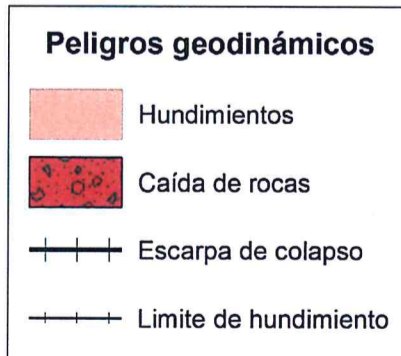 Peligros geodinámicos
Hundimientos
Caída de rocas
Escarpa de colapso
Limite de hundimiento